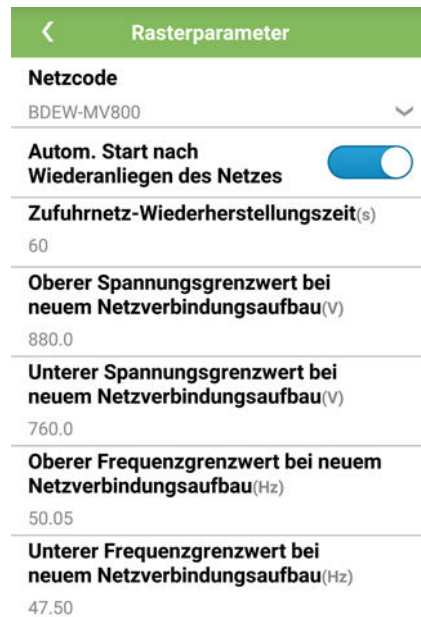 Rasterparameter
Netzcode
BDEW-MV800
Autom. Start nach
Wiederanliegen des Netzes
Zufuhrnetz-Wiederherstellungszeit(s)
60
Oberer Spannungsgrenzwert bei
neuem Netzverbindungsaufbau(V)
880.0
Unterer Spannungsgrenzwert bei
neuem Netzverbindungsaufbau(V)
760.0
Oberer Frequenzgrenzwert bei neuem
Netzverbindungsaufbau(Hz)
50.05
Unterer Frequenzgrenzwert bei
neuem Netzverbindungsaufbau(Hz)
47.50